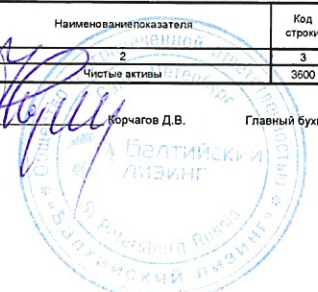 Наименование показателя
Код
строки
2
3
Чистые активы
3600
Корчагов Д.В.
Главный бух
Балтийский
лизинг
St. Petersburg Russia
«Балтийский лизинг»